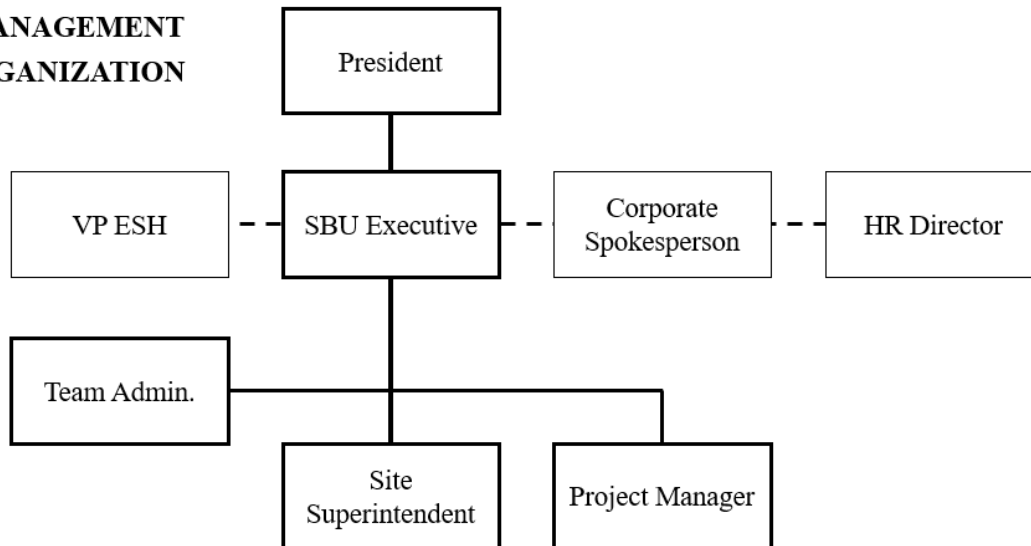 ANAGEMENT
GANIZATION
President
VP ESH
SBU Executive
Corporate
Spokesperson
HR Director
Team Admin.
Site
Superintendent
Project Manager